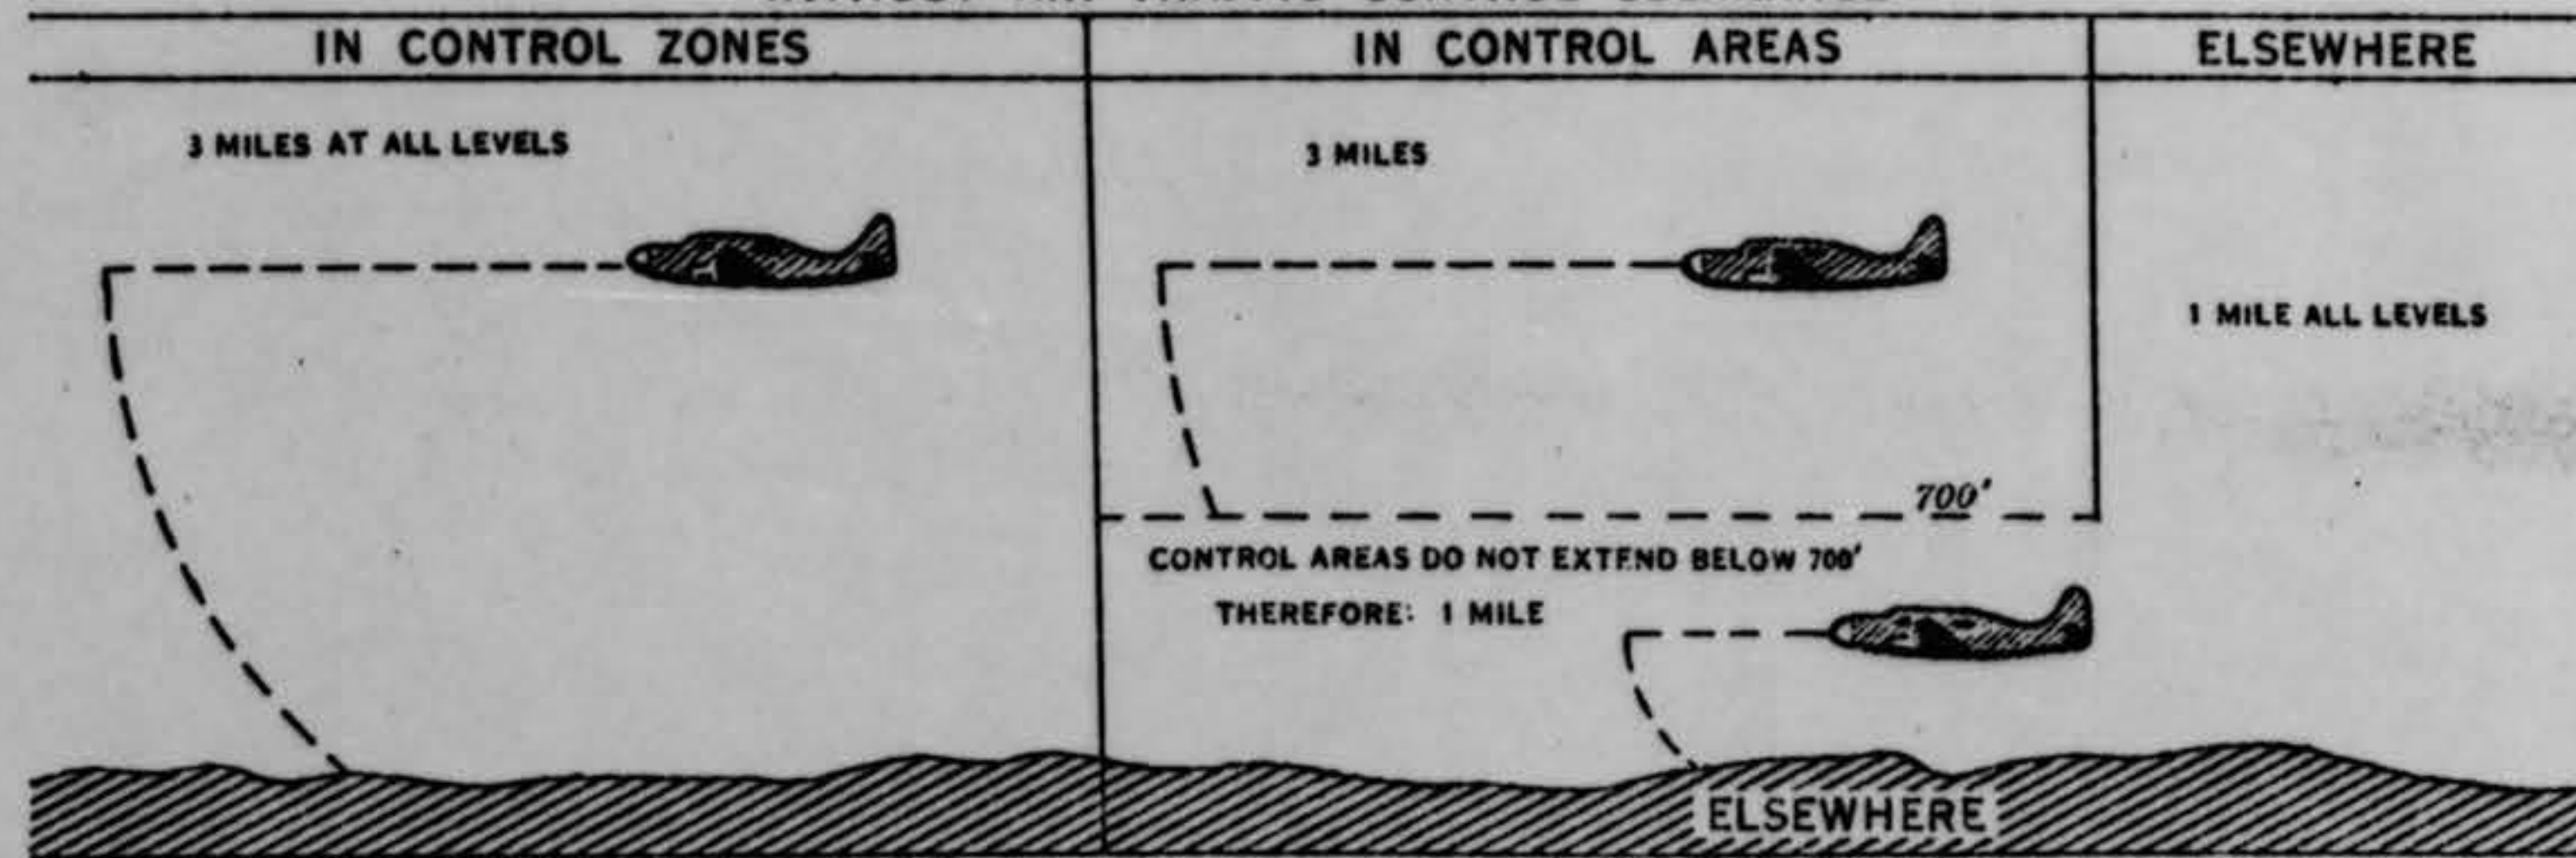 IN CONTROL ZONES
IN CONTROL AREAS
ELSEWHERE
3 MILES AT ALL LEVELS
3 MILES
1 MILE ALL LEVELS
700'
CONTROL AREAS DO NOT EXTEND BELOW 700'
THEREFORE: 1 MILE
ELSEWHERE